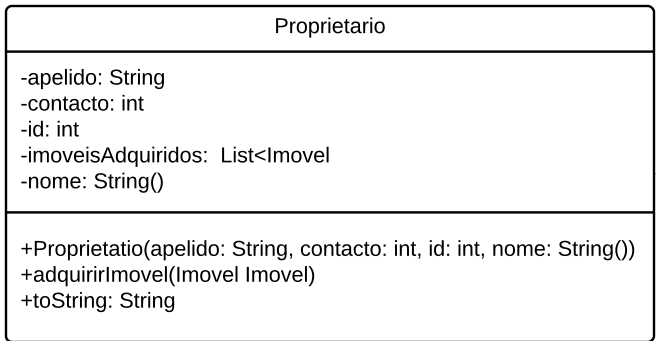 Proprietario
-apelido: String
-contacto: int
-id: int
-imoveisAdquiridos:  List<Imovel
-nome: String()
+Proprietatio(apelido: String, contacto: int, id: int, nome: String())
+adquirirImovel(Imovel Imovel)
+toString: String